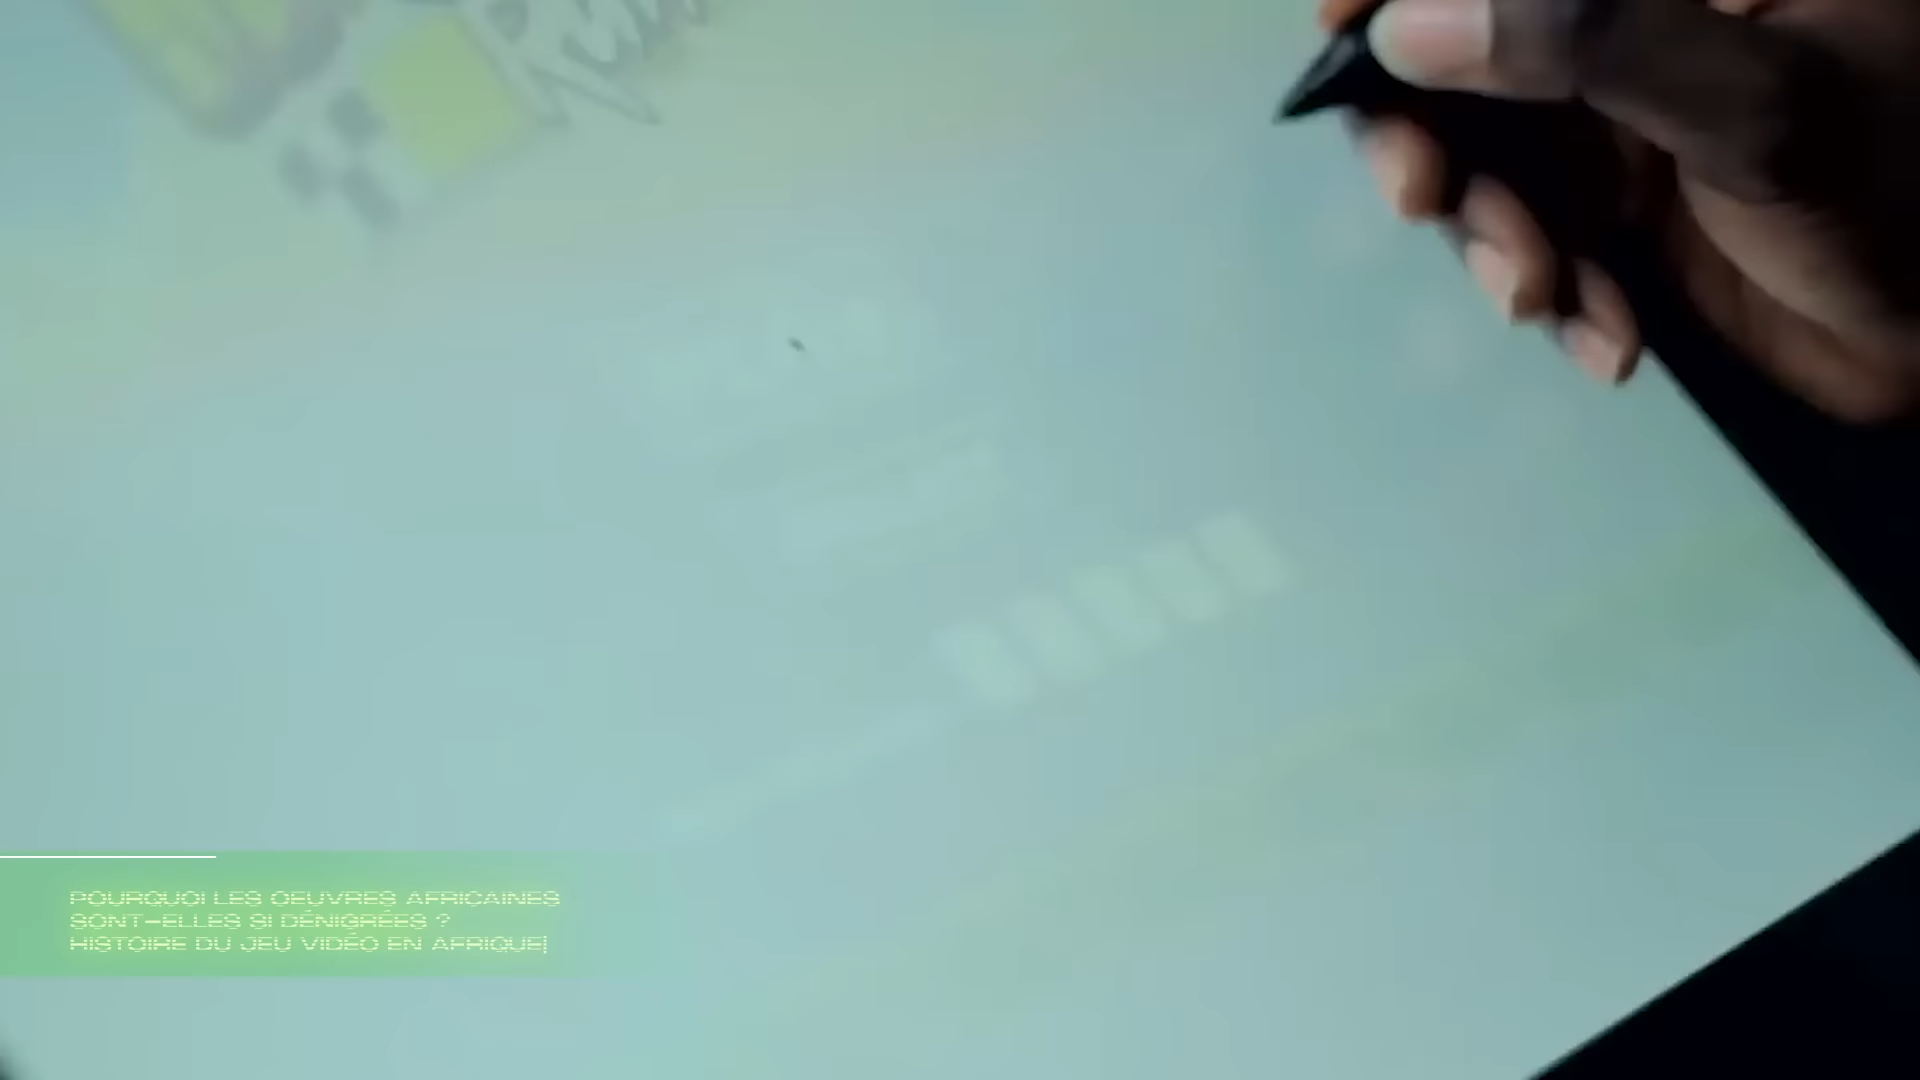 POURQUOI LES OEUVRES AFRICAINES
SONT-ELLES SI DÉNIGRÉES ?
HISTOIRE DU JEU VIDÉO EN AFRIQUE